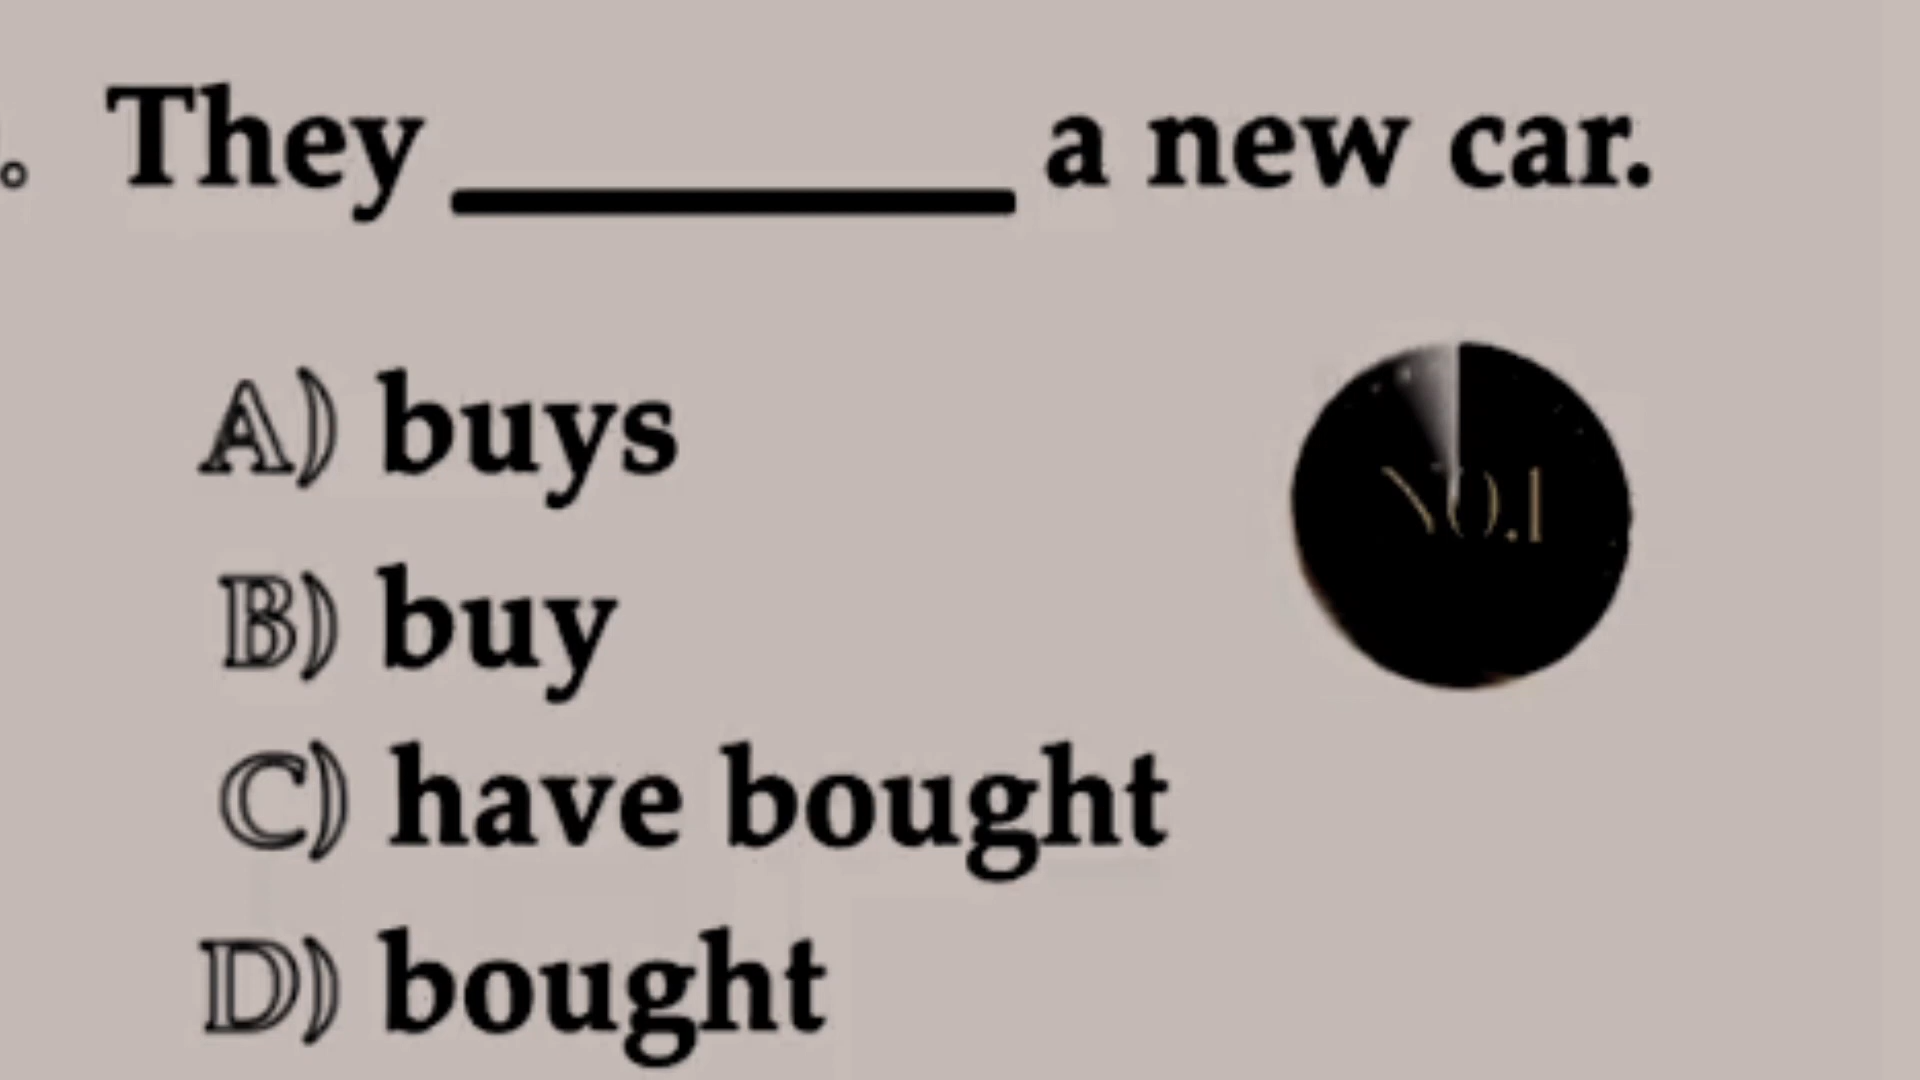 . They __________ a new car.
A) buys
NO.1
B) buy
C) have bought
D) bought